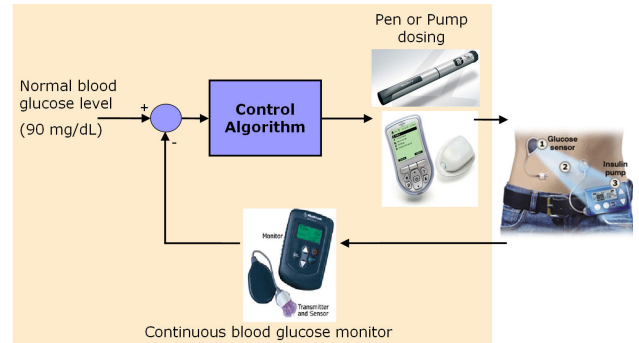 Pen or Pump
dosing
Normal blood
glucose level
(90 mg/dL)
+
-
Control
Algorithm
1
Glucose
sensor
2
Insulin
pump
3
Monitor
Transmitter
and Sensor
Continuous blood glucose monitor